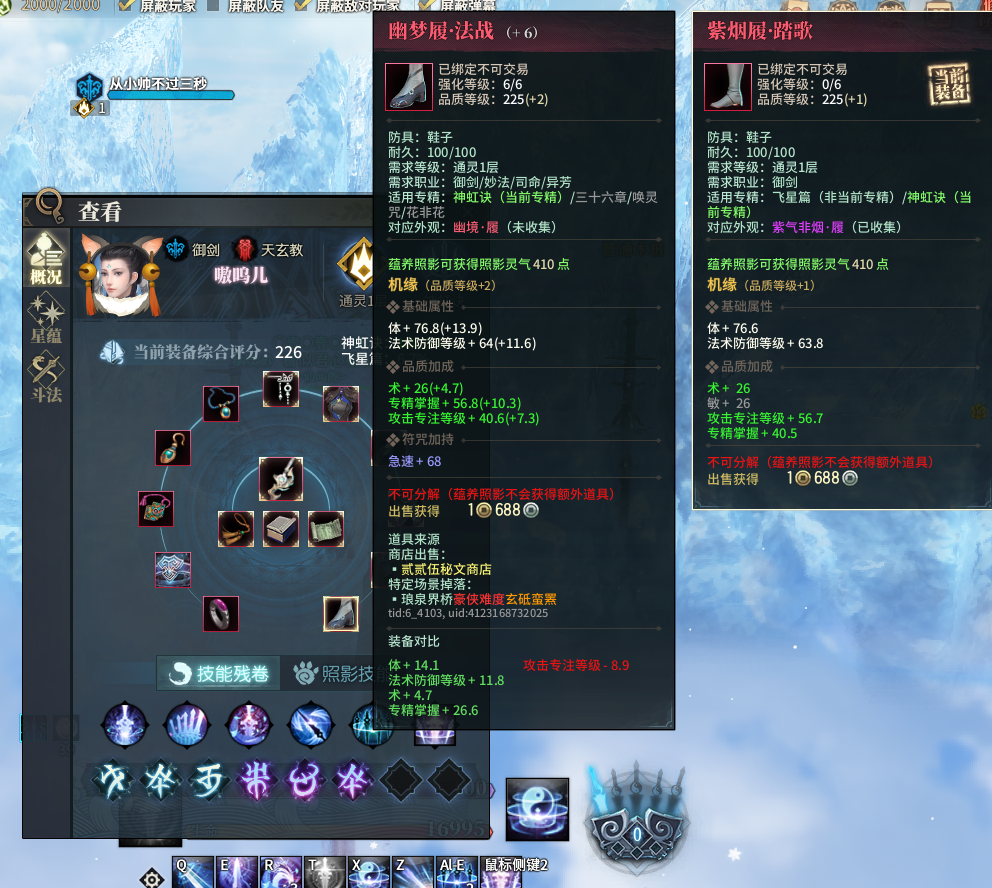 2000/2000
屏蔽玩家
屏蔽队友
屏蔽敌对玩家
屏蔽弹幕
从小帅不过三秒
1
查看
概况
星蕴
斗法
御剑
天玄教
嗷呜儿
通灵1
当前装备综合评分：226
神虹
飞星
技能残卷
照影技
16995
Q
E
R
T
X
Z
Al.E
鼠标侧键2
0
幽梦履·法战 (+6)
已绑定不可交易
强化等级：6/6
品质等级：225(+2)
防具：鞋子
耐久：100/100
需求等级：通灵1层
需求职业：御剑/妙法/司命/异芳
适用专精：神虹诀（当前专精）/三十六章/唤灵
咒/花非花
对应外观：幽境·履（未收集）
蕴养照影可获得照影灵气 410 点
机缘（品质等级+2）
基础属性
体 + 76.8(+13.9)
法术防御等级 + 64(+11.6)
品质加成
术 + 26(+4.7)
专精掌握 + 56.8(+10.3)
攻击专注等级 + 40.6(+7.3)
符咒加持
急速 + 68
不可分解（蕴养照影不会获得额外道具）
出售获得 1 688
道具来源
商店出售：
▪贰贰伍秘文商店
特定场景掉落：
▪琅泉界桥豪侠难度玄砥蛮罴
tid:6_4103, uid:4123168732025
装备对比
体 + 14.1 攻击专注等级 - 8.9
法术防御等级 + 11.8
术 + 4.7
专精掌握 + 26.6
紫烟履·踏歌
已绑定不可交易
强化等级：0/6
品质等级：225(+1)
当前
装备
防具：鞋子
耐久：100/100
需求等级：通灵1层
需求职业：御剑
适用专精：飞星篇（非当前专精）/神虹诀（当
前专精）
对应外观：紫气非烟·履（已收集）
蕴养照影可获得照影灵气 410 点
机缘（品质等级+1）
基础属性
体 + 76.6
法术防御等级 + 63.8
品质加成
术 + 26
敏 + 26
攻击专注等级 + 56.7
专精掌握 + 40.5
不可分解（蕴养照影不会获得额外道具）
出售获得 1 688